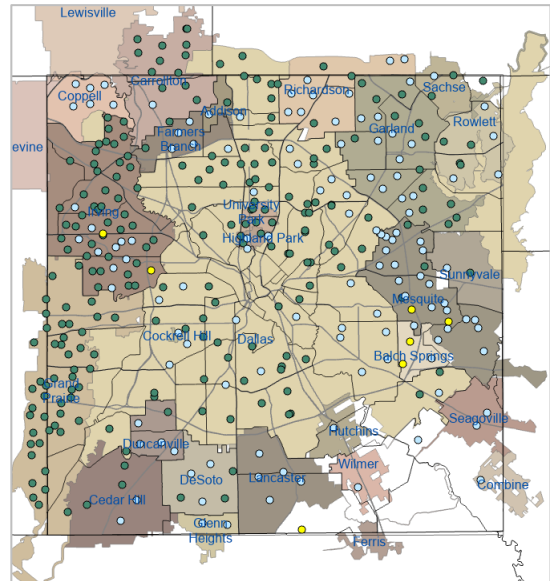 Lewisville
Carrollton
Coppell
Richardson
Sachse
Addison
Rowlett
Farmers
Branch
Garland
evine
University
Park
Irving
Highland Park
Sunnyvale
Mesquite
Cockrell Hill
Dallas
Balch Springs
Grand
Prairie
Seagoville
Hutchins
Duncanville
Wilmer
DeSoto
Lancaster
Combine
Cedar Hill
Glenn
Heights
Ferris